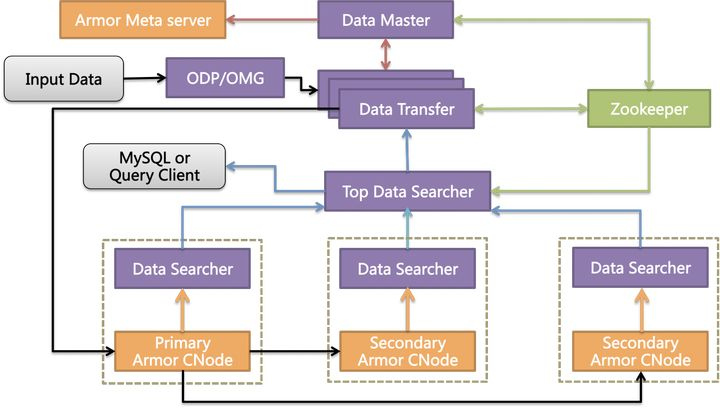 Armor Meta server
Data Master
Input Data
ODP/OMG
Data Transfer
Zookeeper
MySQL or
Query Client
Top Data Searcher
Data Searcher
Data Searcher
Data Searcher
Primary
Armor CNode
Secondary
Armor CNode
Secondary
Armor CNode